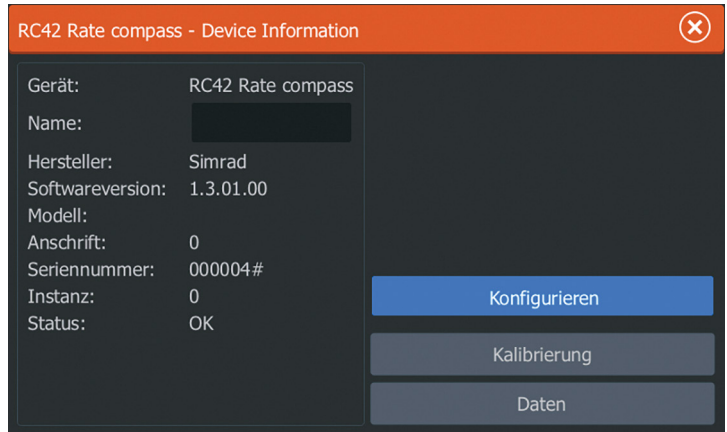 RC42 Rate compass - Device Information
Gerät: RC42 Rate compass
Name:
Hersteller: Simrad
Softwareversion: 1.3.01.00
Modell:
Anschrift: 0
Seriennummer: 000004#
Instanz: 0
Status: OK
Konfigurieren
Kalibrierung
Daten